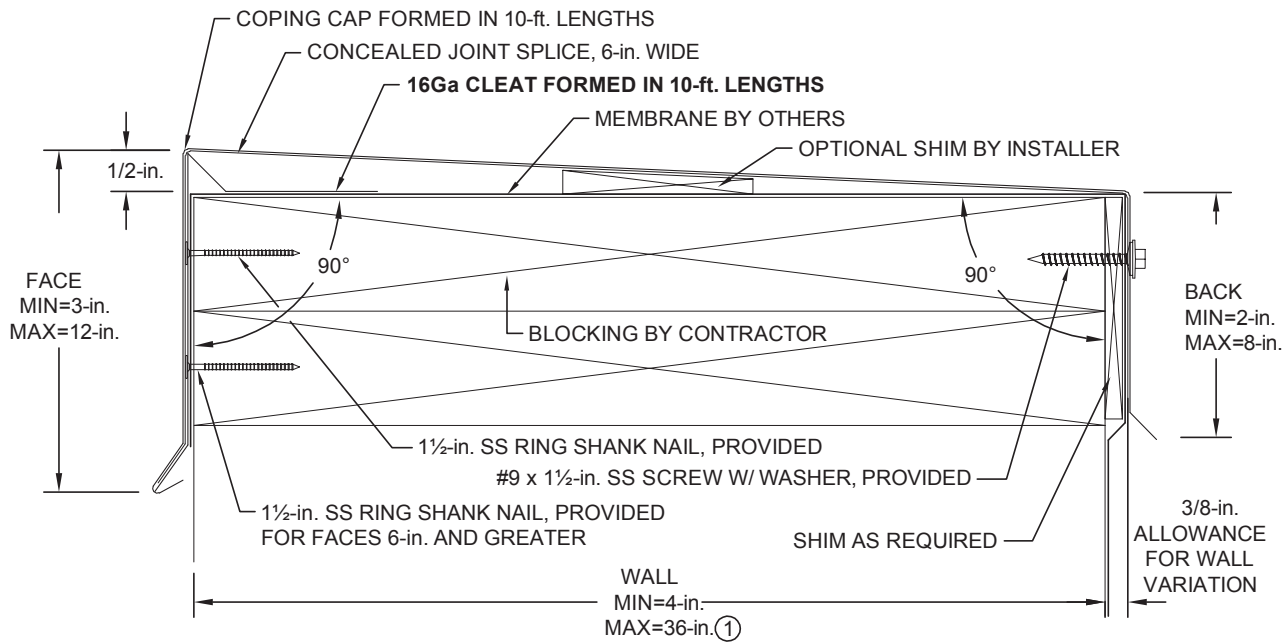 COPING CAP FORMED IN 10-ft. LENGTHS
CONCEALED JOINT SPLICE, 6-in. WIDE
16Ga CLEAT FORMED IN 10-ft. LENGTHS
MEMBRANE BY OTHERS
OPTIONAL SHIM BY INSTALLER
1/2-in.
FACE
MIN=3-in.
MAX=12-in.
90°
90°
BLOCKING BY CONTRACTOR
BACK
MIN=2-in.
MAX=8-in.
1½-in. SS RING SHANK NAIL, PROVIDED
#9 x 1½-in. SS SCREW W/ WASHER, PROVIDED
1½-in. SS RING SHANK NAIL, PROVIDED
FOR FACES 6-in. AND GREATER
SHIM AS REQUIRED
3/8-in.
ALLOWANCE
FOR WALL
VARIATION
WALL
MIN=4-in.
MAX=36-in.①